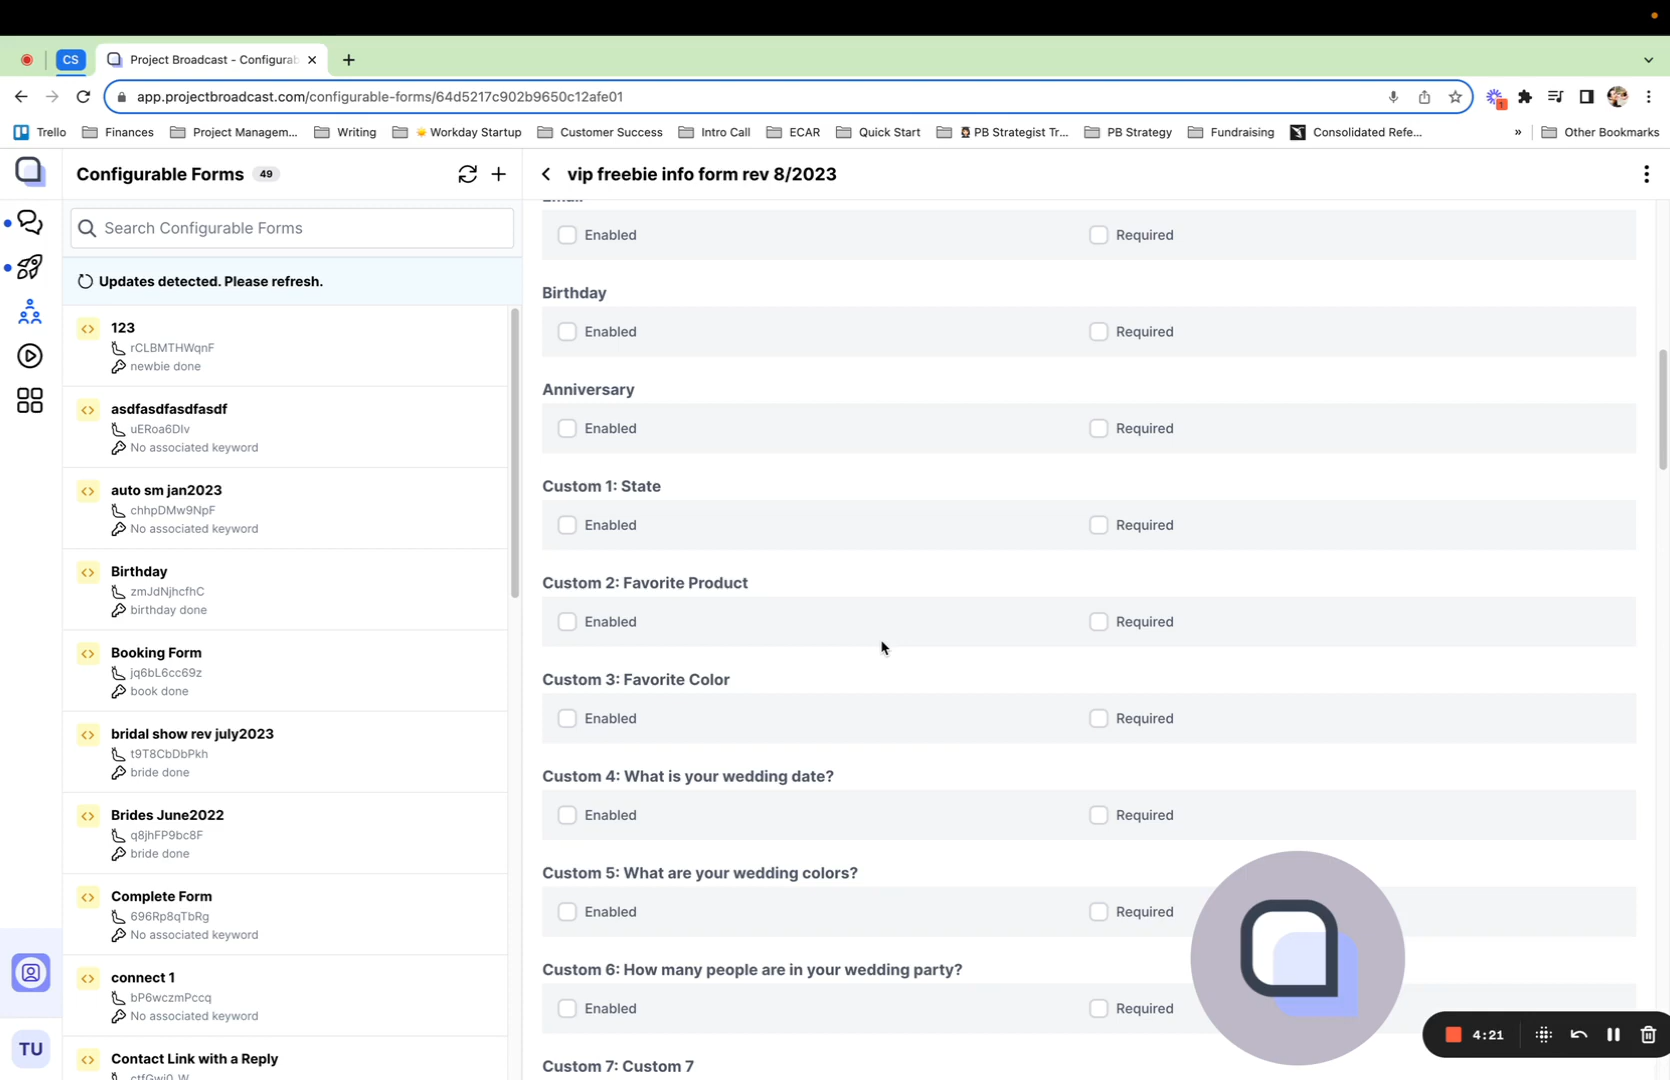 CS
Project Broadcast - Configurab
app.projectbroadcast.com/configurable-forms/64d5217c902b9650c12afe01
1
Trello
Finances
Project Managem...
Writing
Workday Startup
Customer Success
Intro Call
ECAR
Quick Start
PB Strategist Tr...
PB Strategy
Fundraising
Consolidated Refe...
»
Other Bookmarks
Configurable Forms 49
Search Configurable Forms
Updates detected. Please refresh.
123
rCLBMTHWqnF
newbie done
asdfasdfasdfasdf
uERoa6DIv
No associated keyword
auto sm jan2023
chhpDMw9NpF
No associated keyword
Birthday
zmJdNjhcfhC
birthday done
Booking Form
jq6bL6cc69z
book done
bridal show rev july2023
t9T8CbDbPkh
bride done
Brides June2022
q8jhFP9bc8F
bride done
Complete Form
696Rp8qTbRg
No associated keyword
connect 1
bP6wczmPccq
No associated keyword
Contact Link with a Reply
TU
vip freebie info form rev 8/2023
Enabled Required
Birthday
Enabled Required
Anniversary
Enabled Required
Custom 1: State
Enabled Required
Custom 2: Favorite Product
Enabled Required
Custom 3: Favorite Color
Enabled Required
Custom 4: What is your wedding date?
Enabled Required
Custom 5: What are your wedding colors?
Enabled Required
Custom 6: How many people are in your wedding party?
Enabled Required
Custom 7: Custom 7
4:21